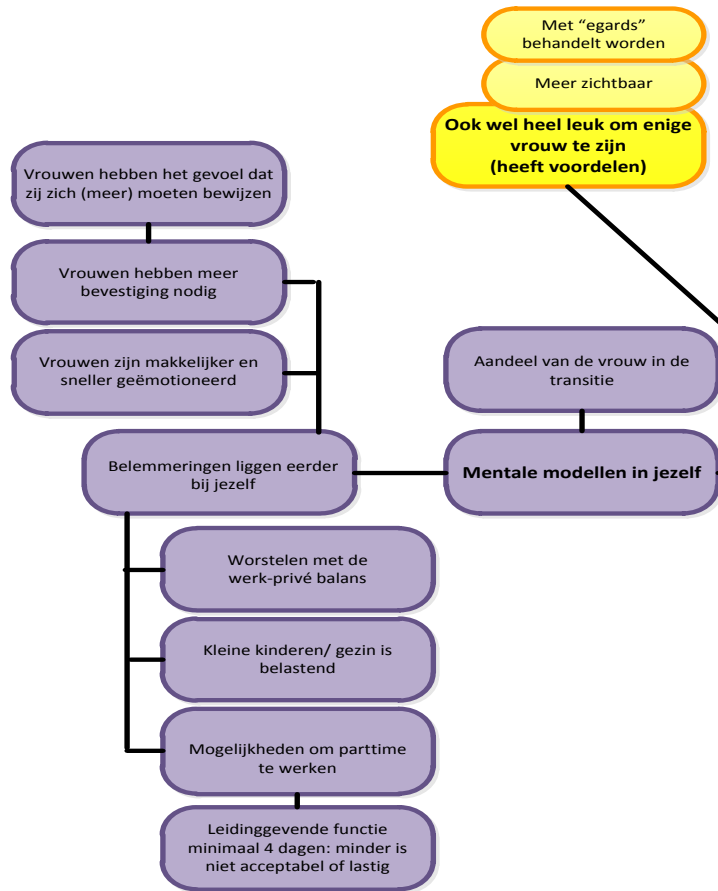 Met “egards”
behandelt worden
Meer zichtbaar
Ook wel heel leuk om enige
vrouw te zijn
(heeft voordelen)
Vrouwen hebben het gevoel dat
zij zich (meer) moeten bewijzen
Vrouwen hebben meer
bevestiging nodig
Vrouwen zijn makkelijker en
sneller geëmotioneerd
Aandeel van de vrouw in de
transitie
Belemmeringen liggen eerder
bij jezelf
Mentale modellen in jezelf
Worstelen met de
werk-privé balans
Kleine kinderen/ gezin is
belastend
Mogelijkheden om parttime
te werken
Leidinggevende functie
minimaal 4 dagen: minder is
niet acceptabel of lastig